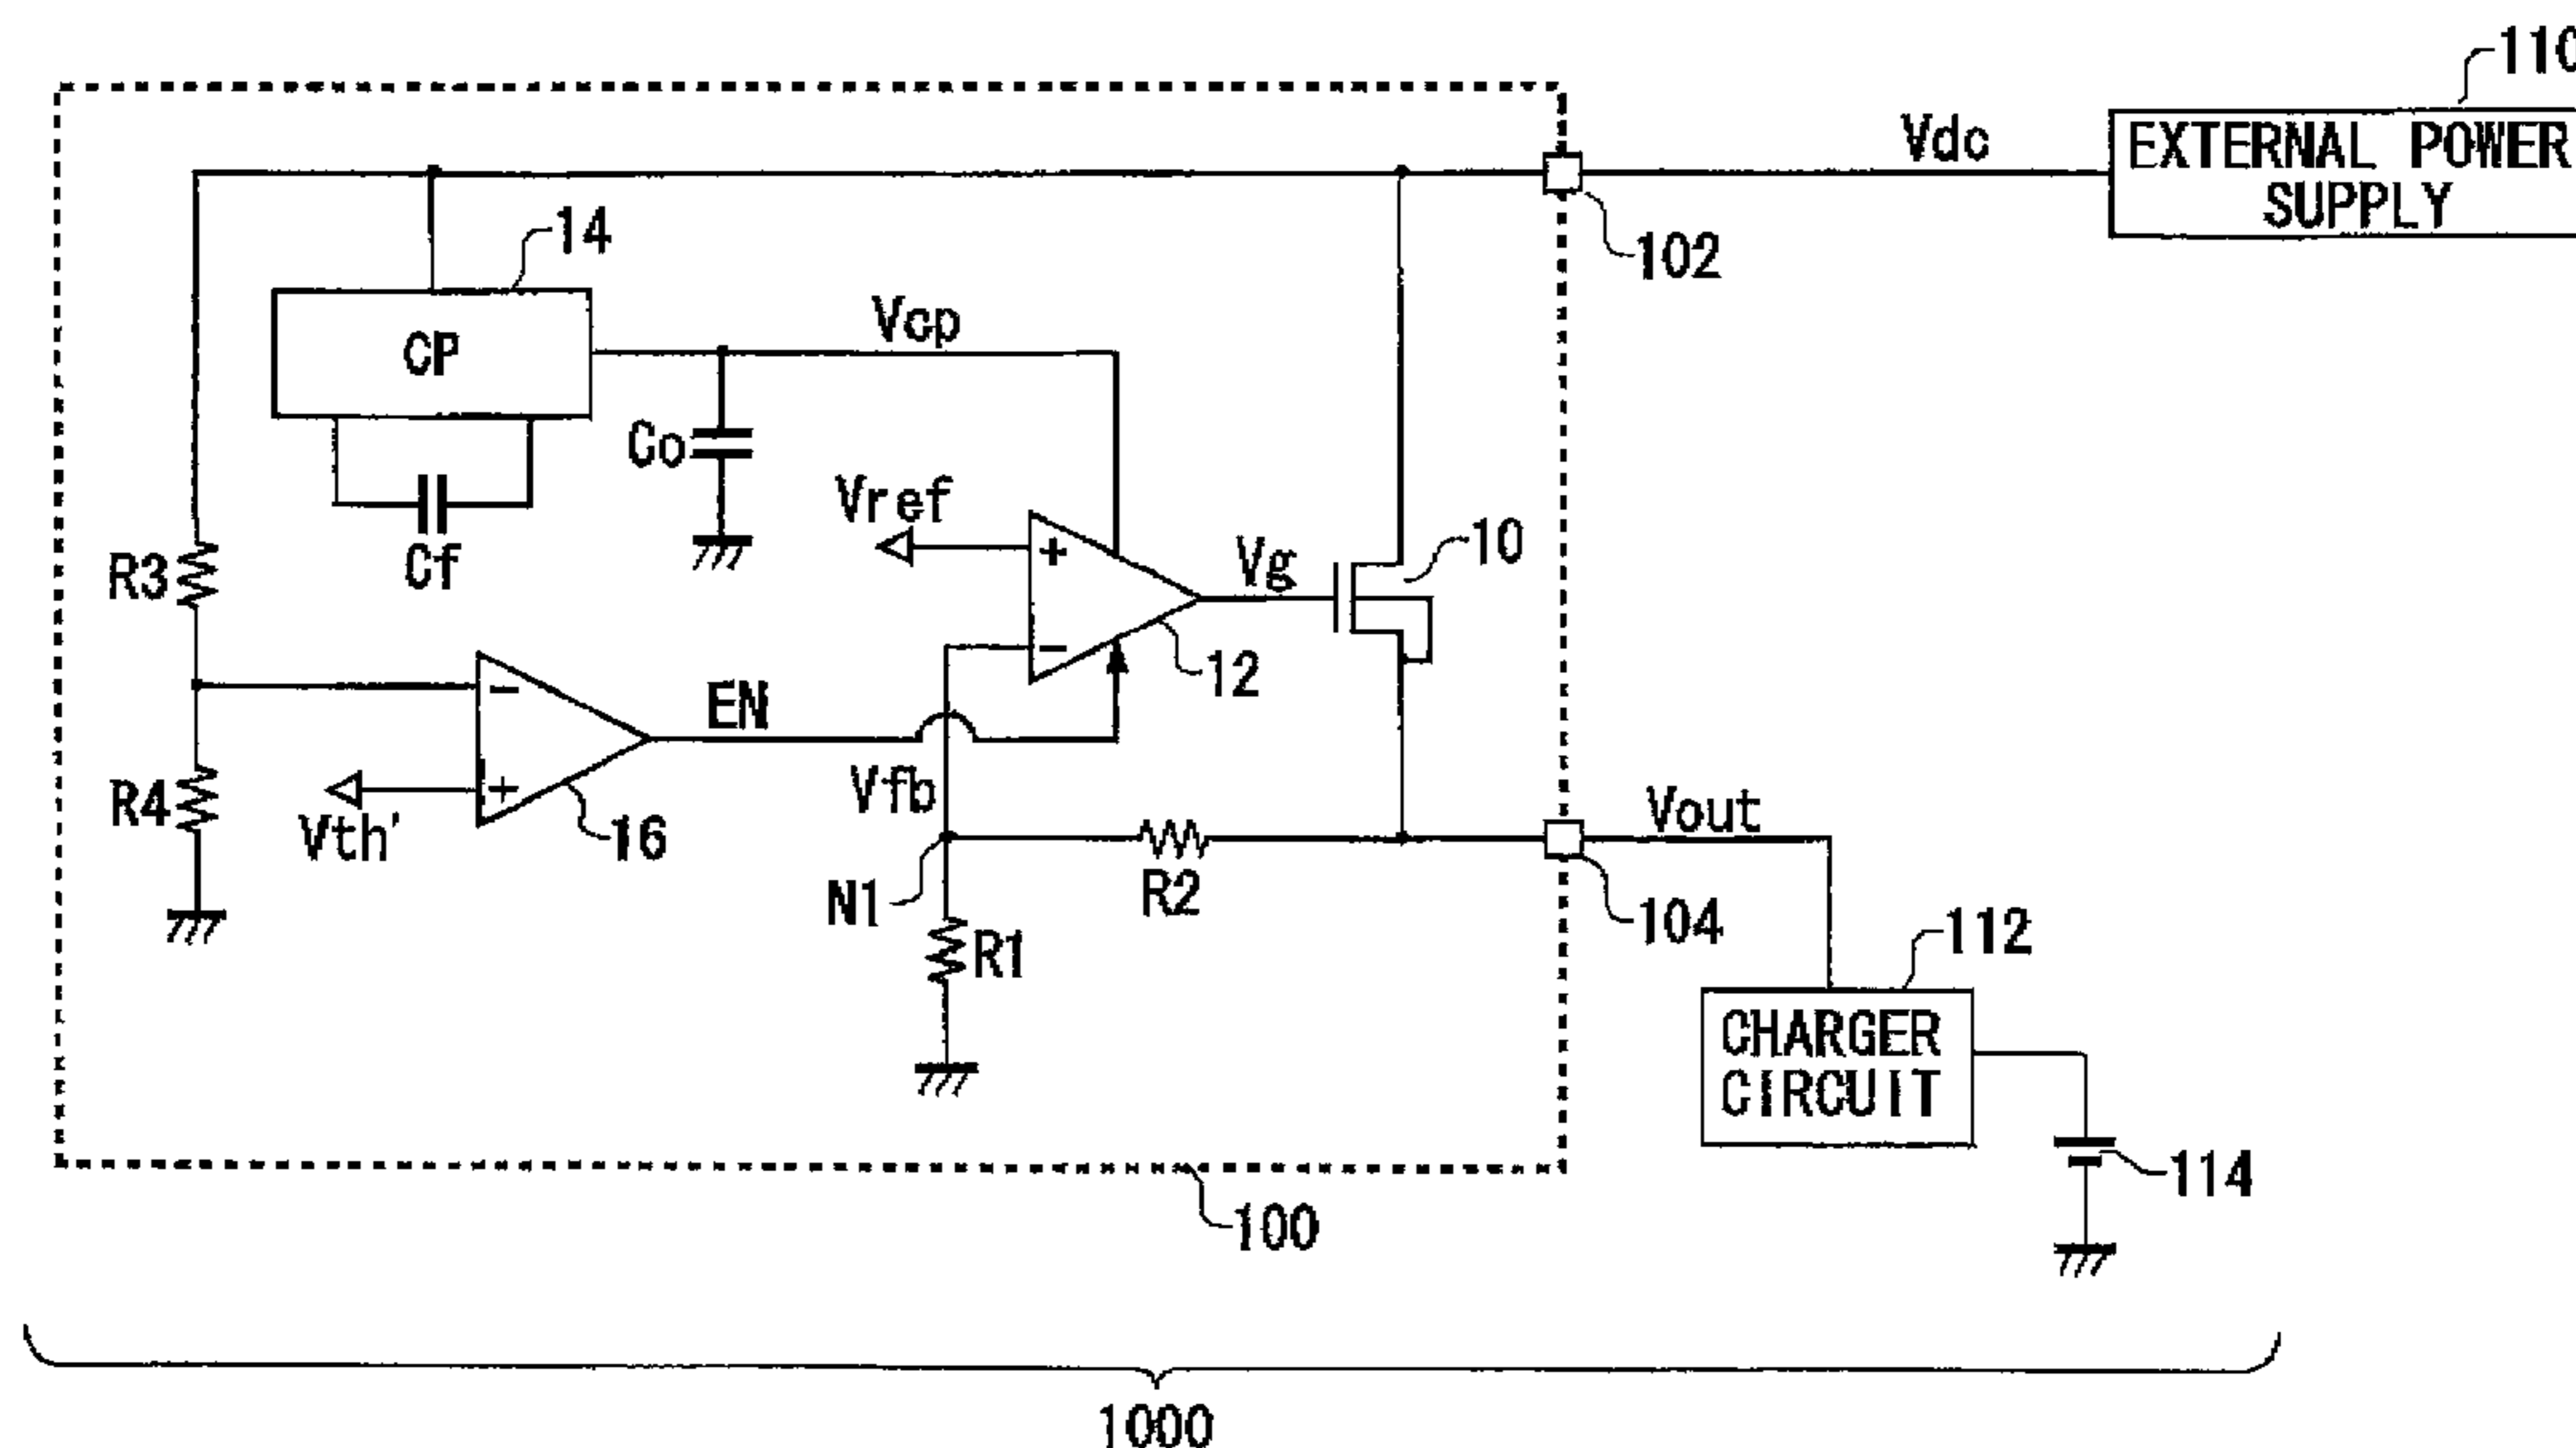 110
Vdc
EXTERNAL POWER
SUPPLY
102
14
CP
Vcp
Co
Cf
Vref
+
-
Vg
10
12
R3
R4
-
+
EN
Vth'
16
Vfb
N1
R2
R1
Vout
104
112
CHARGER
CIRCUIT
114
100
1000